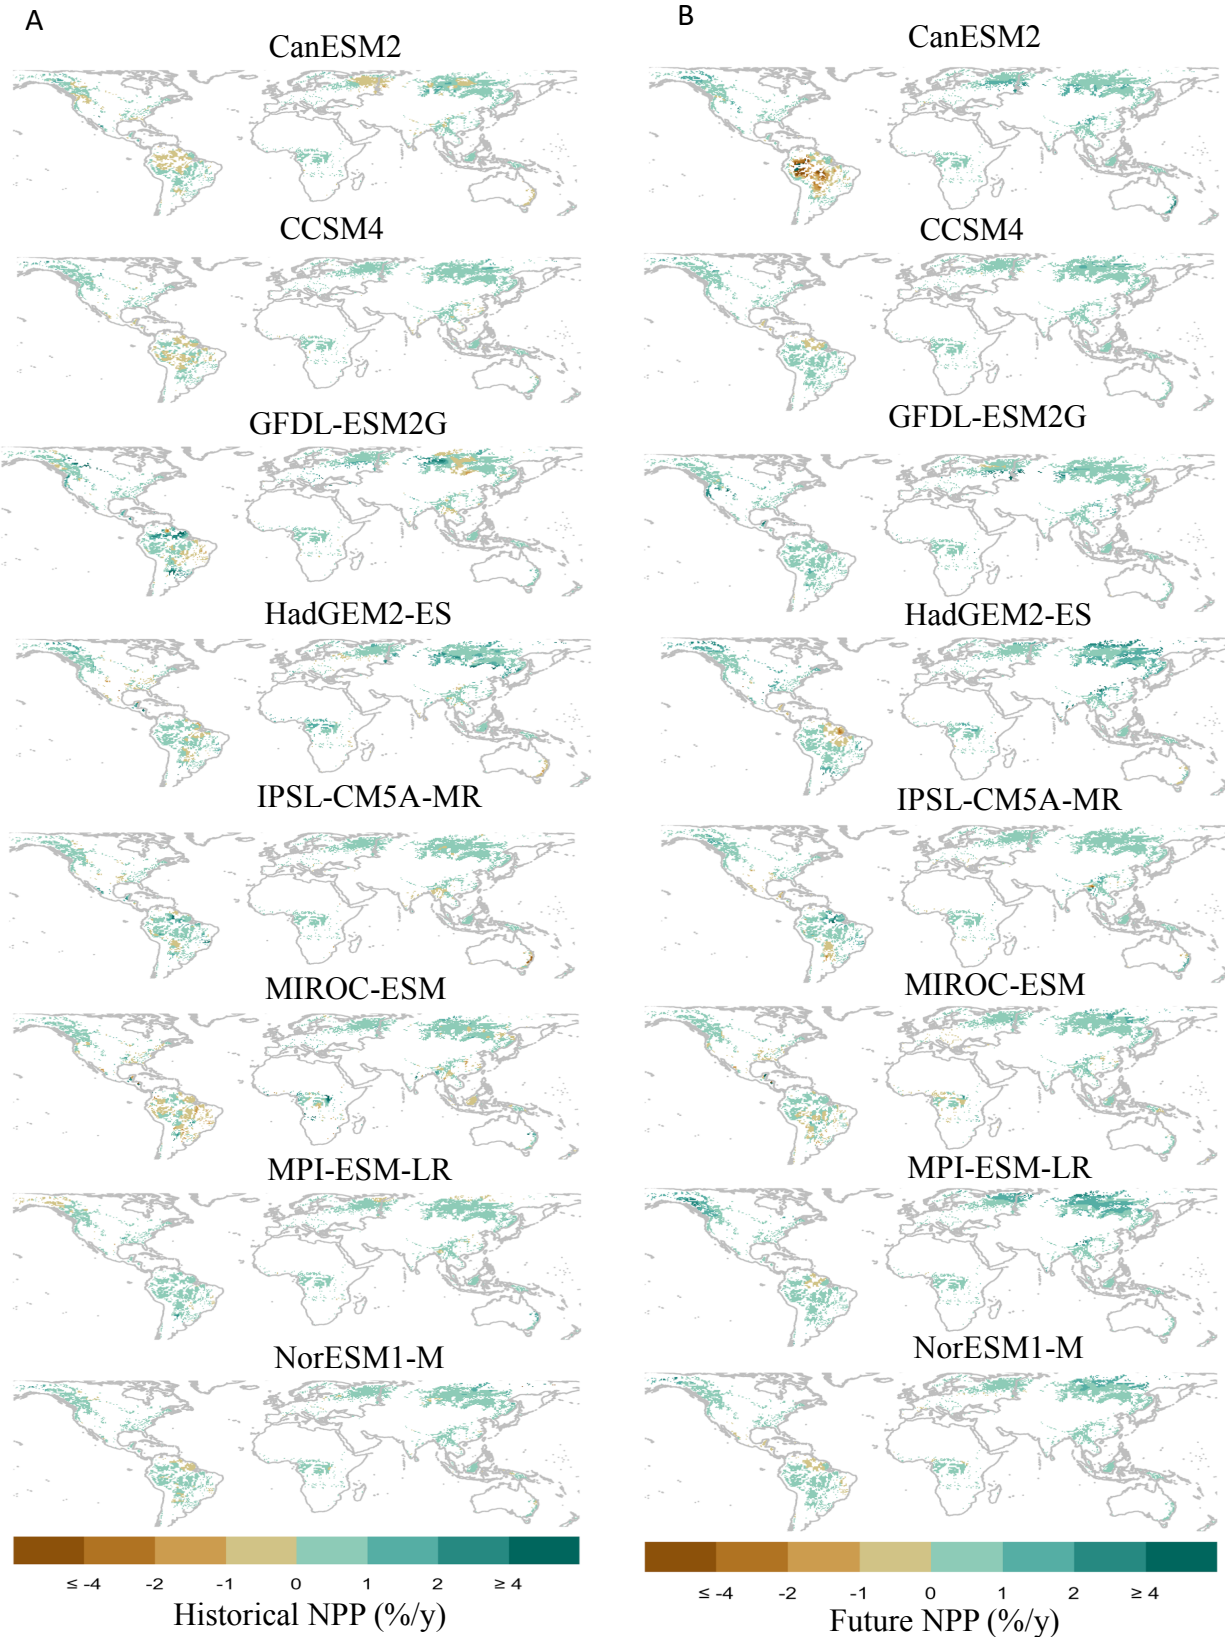 A
CanESM2
CCSM4
GFDL-ESM2G
HadGEM2-ES
IPSL-CM5A-MR
MIROC-ESM
MPI-ESM-LR
NorESM1-M
≤ -4 -2 -1 0 1 2 ≥ 4
Historical NPP (%/y)
B
CanESM2
CCSM4
GFDL-ESM2G
HadGEM2-ES
IPSL-CM5A-MR
MIROC-ESM
MPI-ESM-LR
NorESM1-M
≤ -4 -2 -1 0 1 2 ≥ 4
Future NPP (%/y)